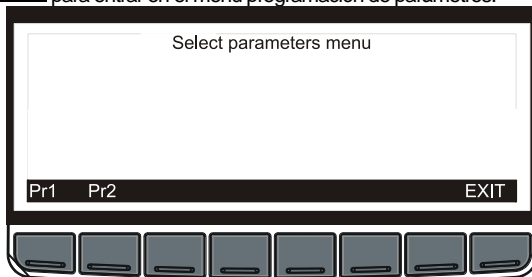 para entrar en el menú programación de parámetros.
Select parameters menu
Pr1 Pr2 EXIT